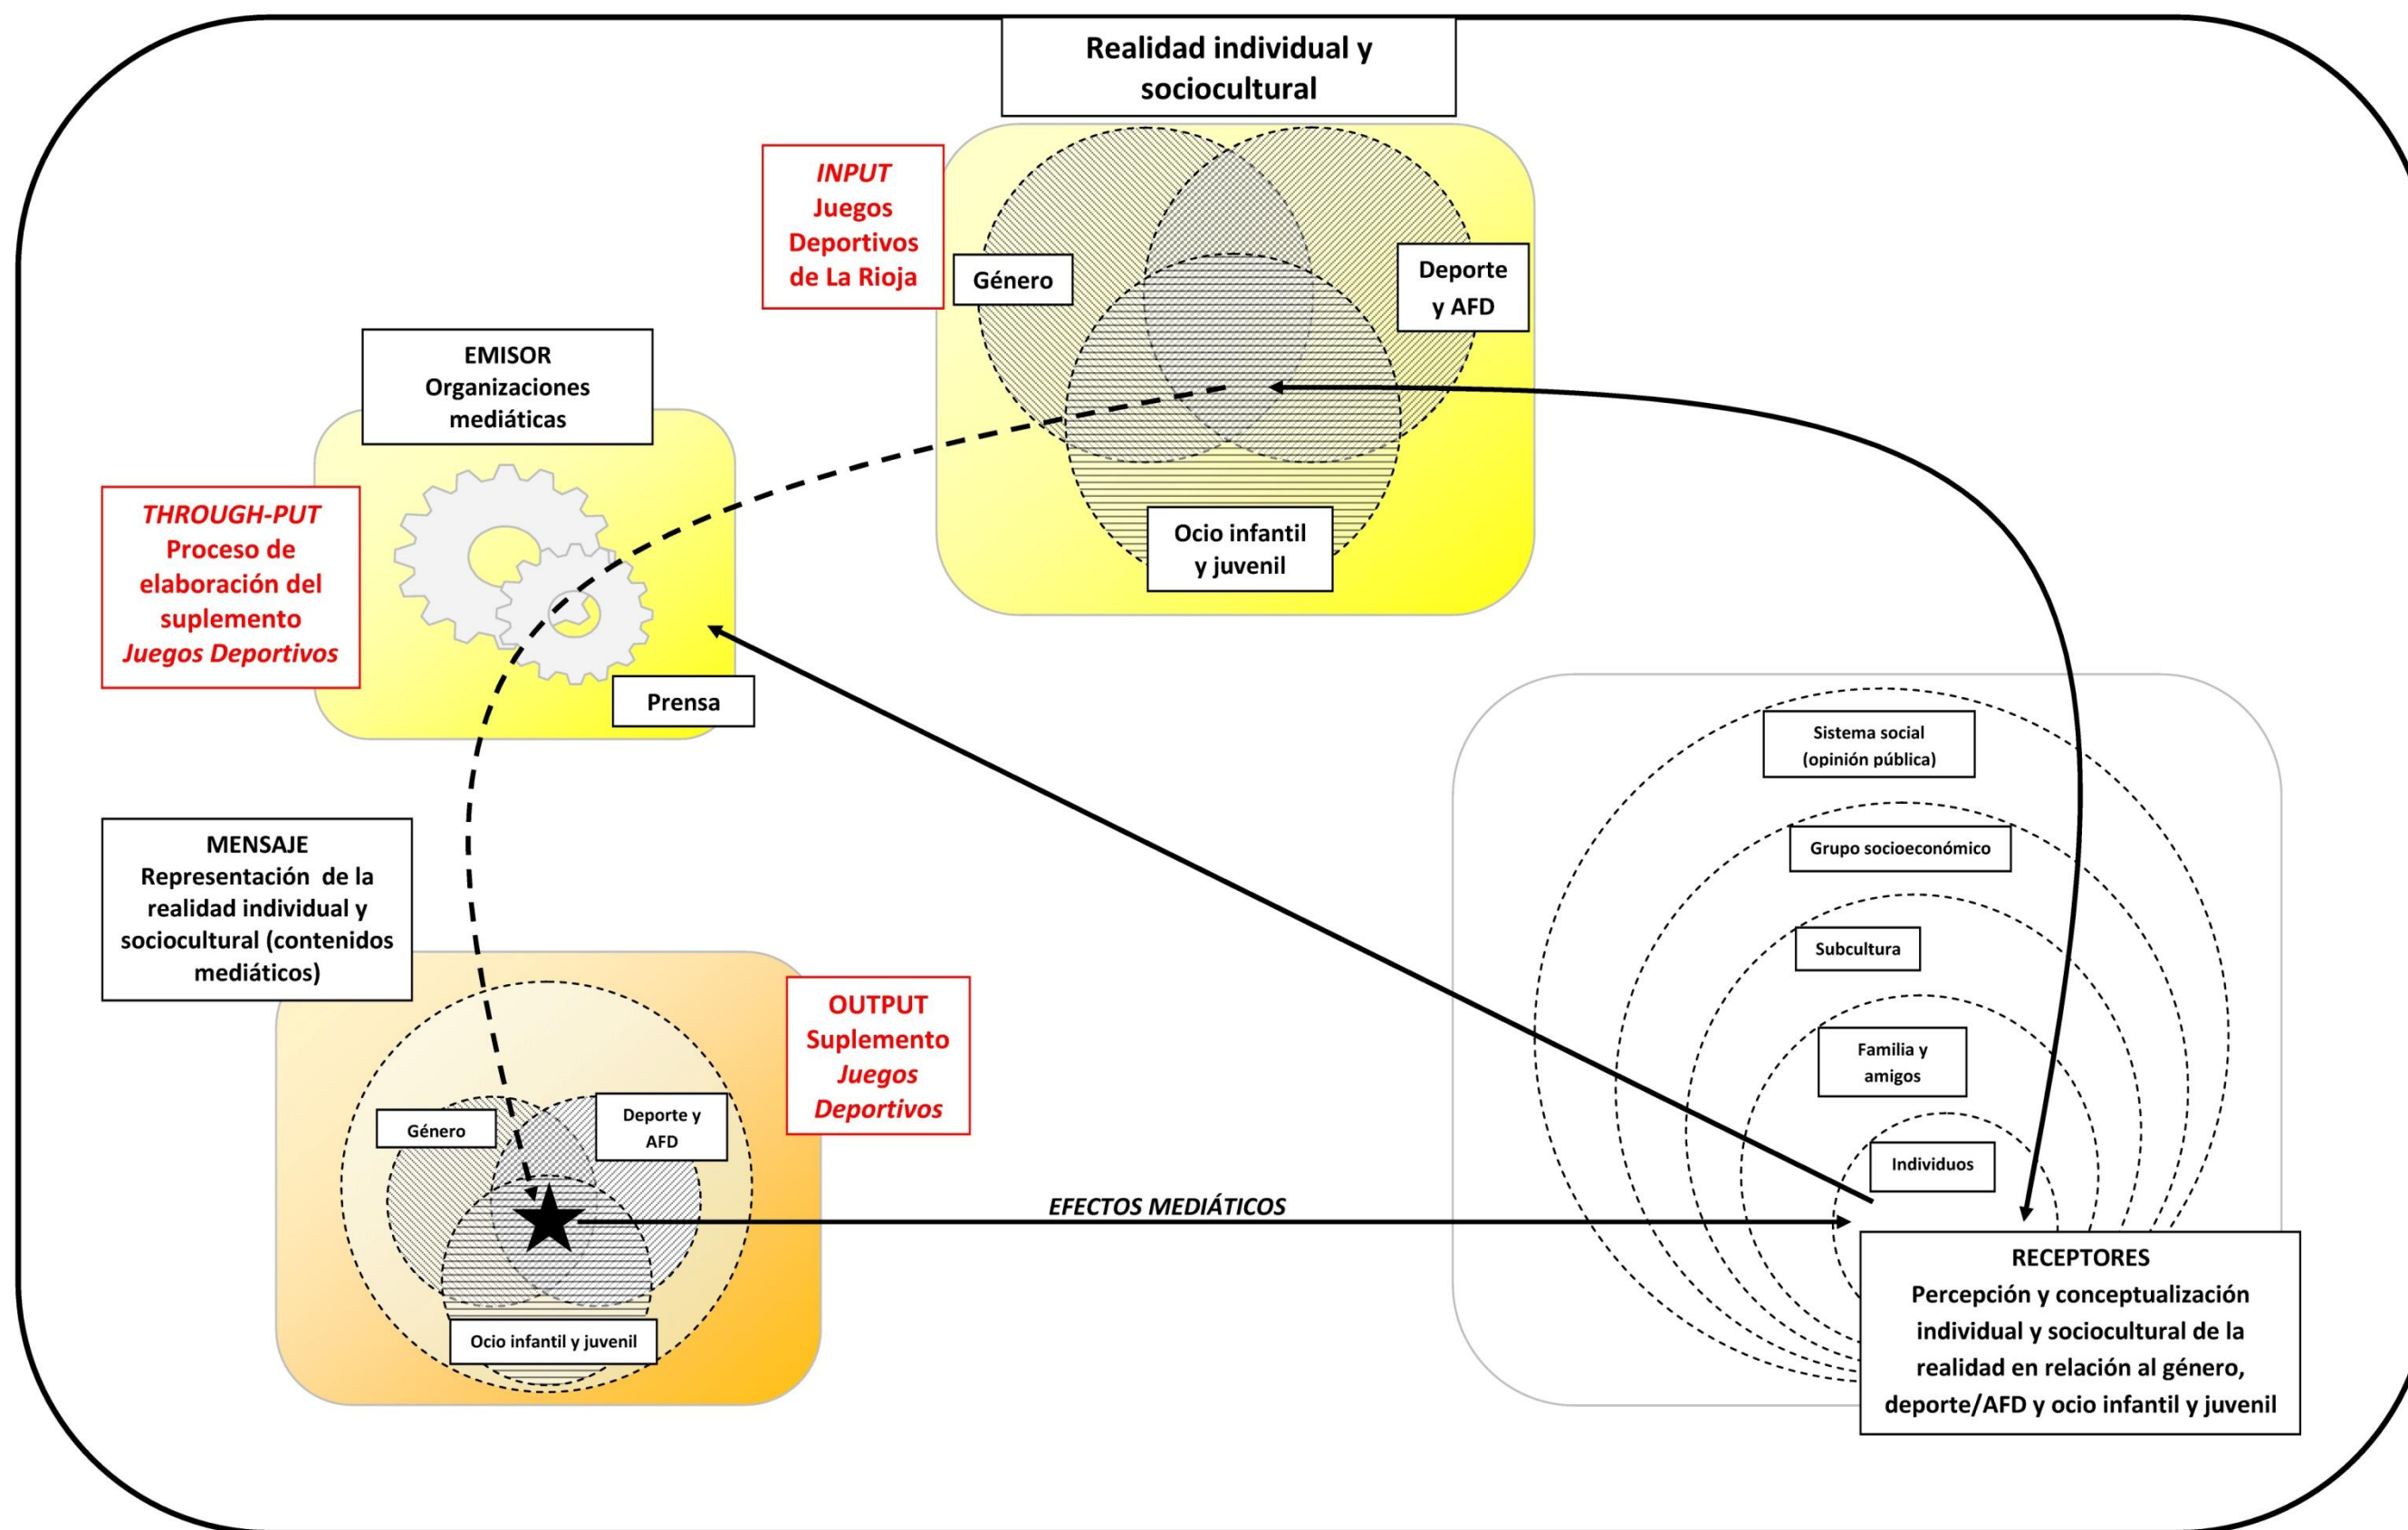 Realidad individual y
sociocultural
INPUT
Juegos
Deportivos
de La Rioja
Género
Deporte
y AFD
Ocio infantil
y juvenil
EMISOR
Organizaciones
mediáticas
THROUGH-PUT
Proceso de
elaboración del
suplemento
Juegos Deportivos
Prensa
MENSAJE
Representación de la
realidad individual y
sociocultural (contenidos
mediáticos)
OUTPUT
Suplemento
Juegos
Deportivos
Género
Deporte y
AFD
Ocio infantil y juvenil
EFECTOS MEDIÁTICOS
Sistema social
(opinión pública)
Grupo socioeconómico
Subcultura
Familia y
amigos
Individuos
RECEPTORES
Percepción y conceptualización
individual y sociocultural de la
realidad en relación al género,
deporte/AFD y ocio infantil y juvenil